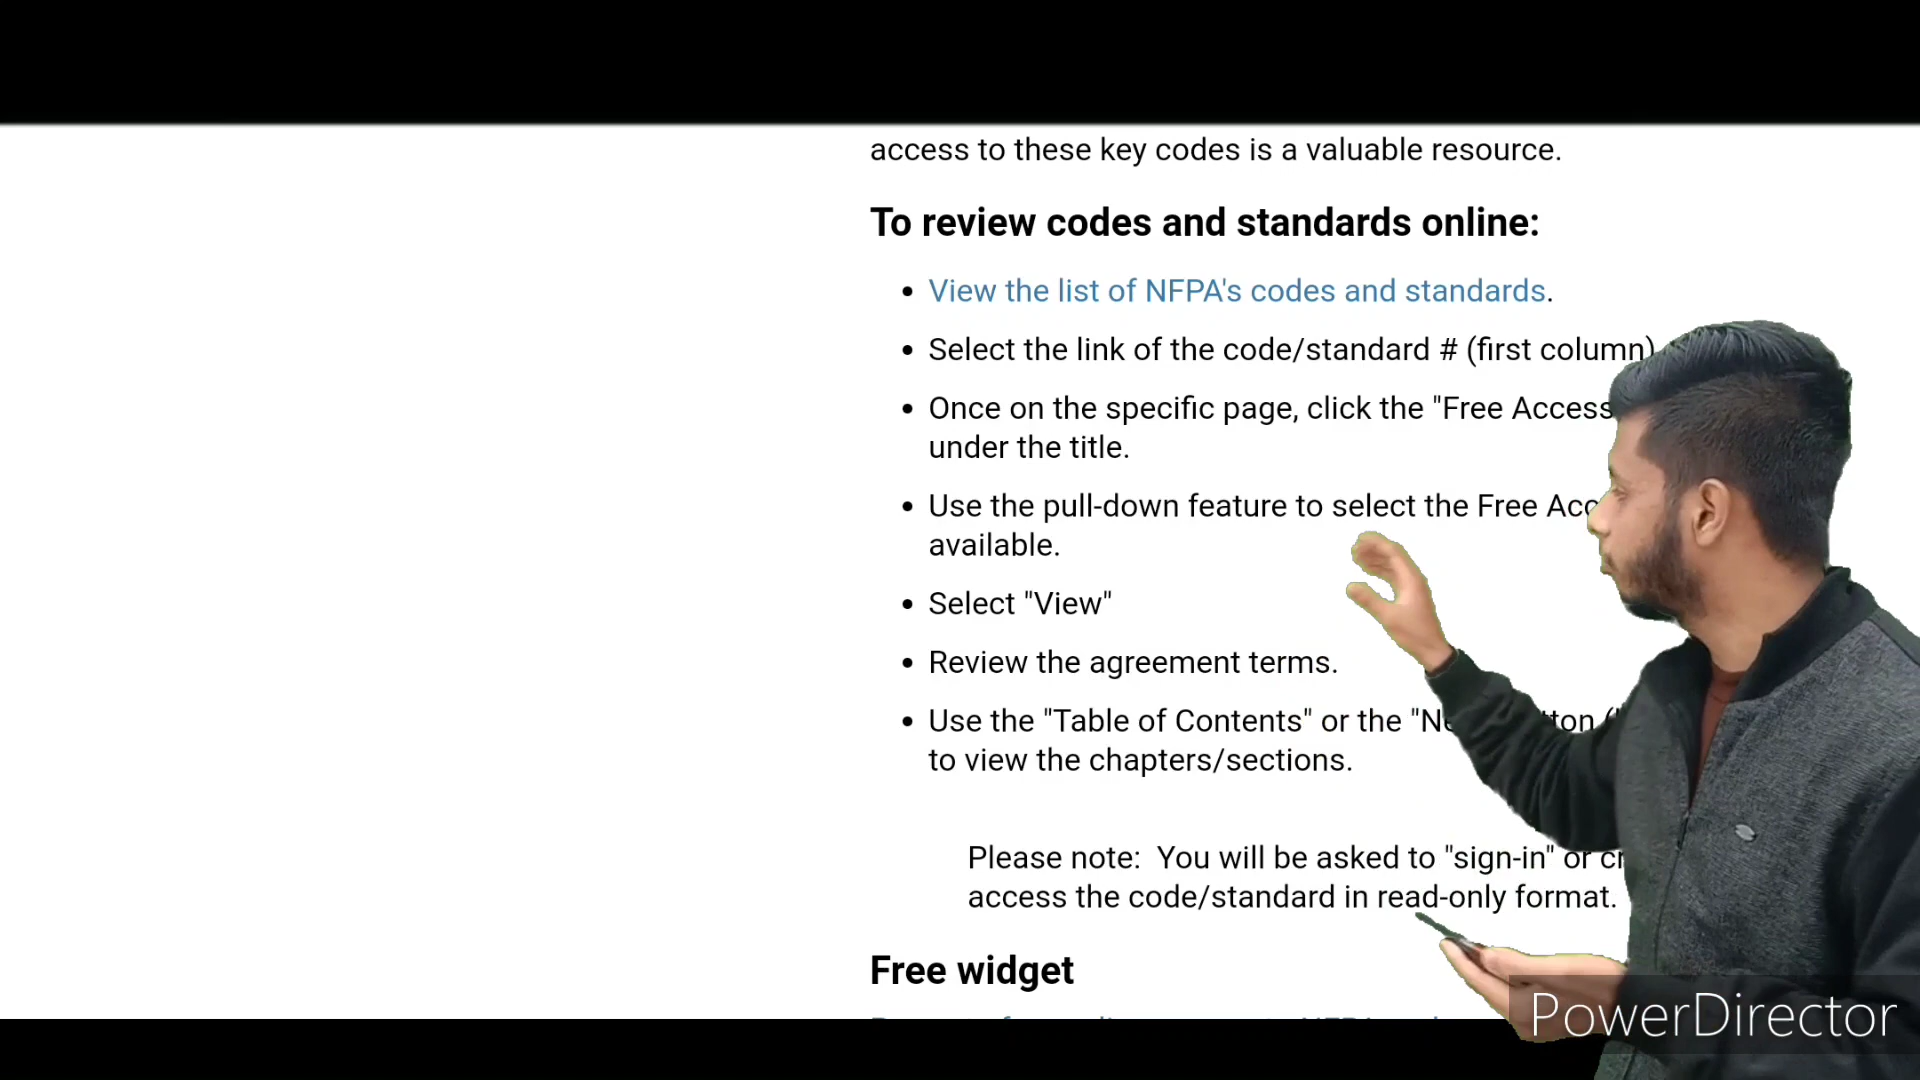 access to these key codes is a valuable resource.
To review codes and standards online:
• View the list of NFPA's codes and standards.
• Select the link of the code/standard # (first column)
• Once on the specific page, click the "Free Access
under the title.
• Use the pull-down feature to select the Free
available.
• Select "View"
• Review the agreement terms.
• Use the "Table of Contents" or the
to view the chapters/sections.
Please note: You will be asked to "sign-in" or
access the code/standard in read-only format.
Free widget
PowerDirector